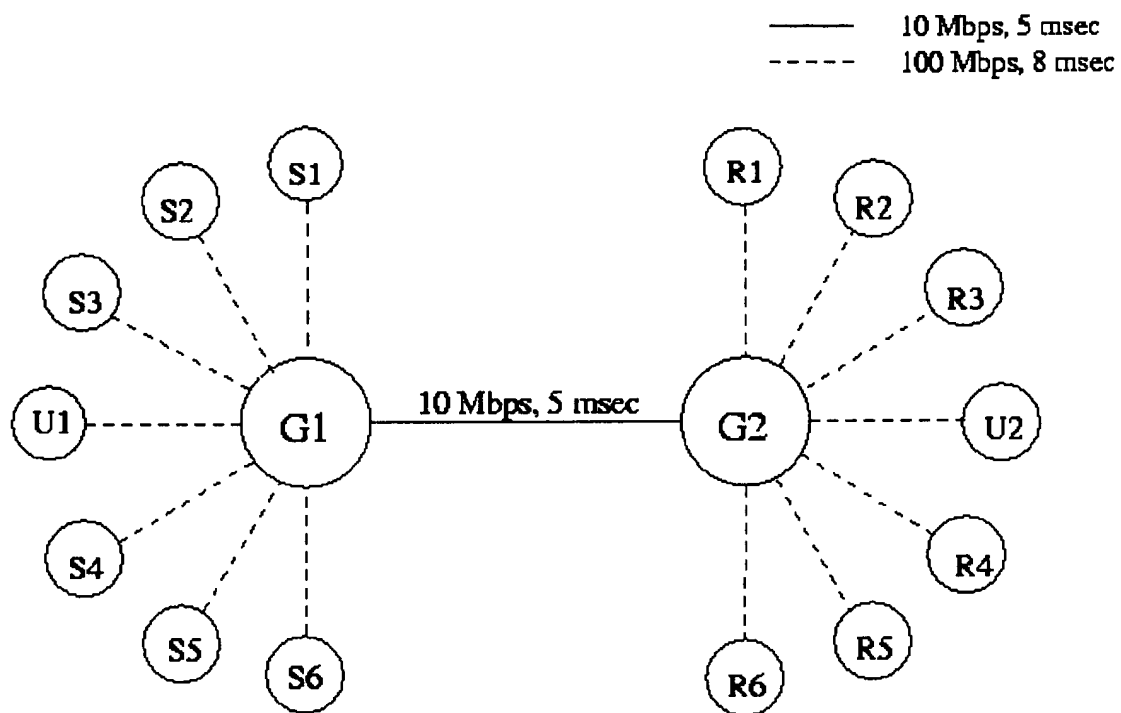 10 Mbps, 5 msec
100 Mbps, 8 msec
S1
R1
S2
R2
S3
R3
10 Mbps, 5 msec
U1
G1
G2
U2
S4
R4
S5
R5
S6
R6